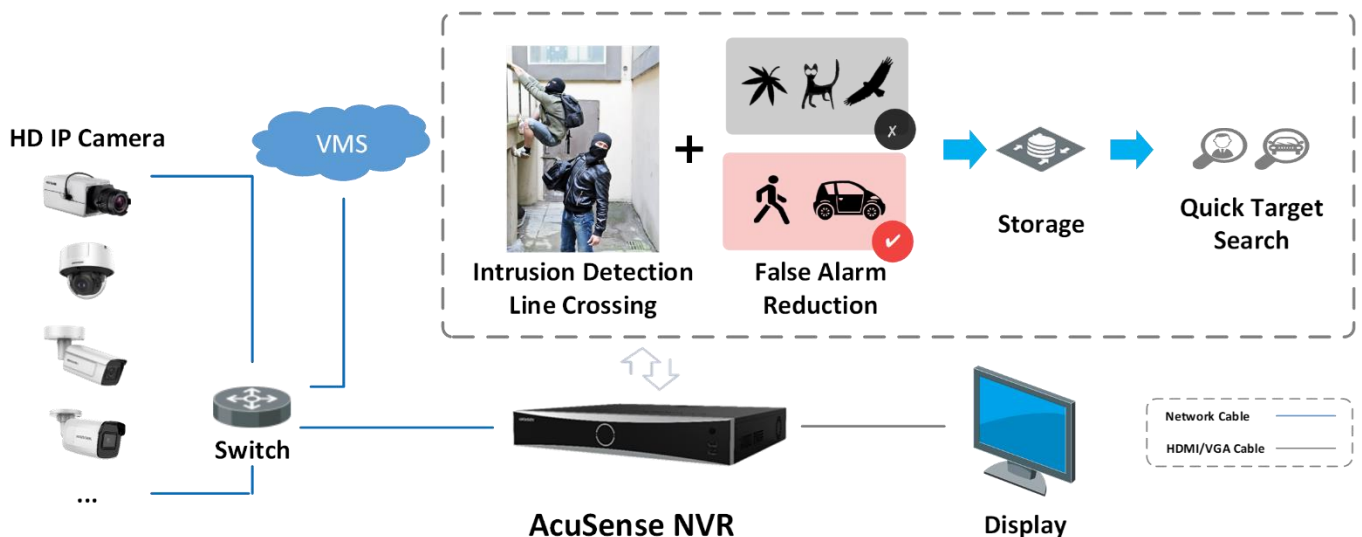 HD IP Camera
VMS
Intrusion Detection
Line Crossing
+
False Alarm
Reduction
x
Storage
Quick Target
Search
Switch
...
AcuSense NVR
Display
Network Cable
HDMI/VGA Cable